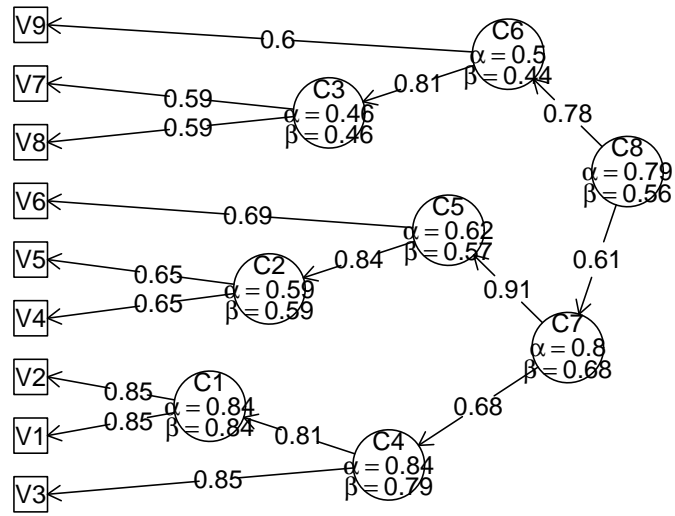 V9
0.6
C6
α = 0.5
β = 0.44
V7
0.59
0.81
C3
α = 0.46
β = 0.46
0.78
V8
0.59
C8
α = 0.79
β = 0.56
V6
0.69
C5
α = 0.62
β = 0.57
0.61
V5
0.65
C2
α = 0.59
β = 0.59
0.84
0.91
V4
0.65
C7
α = 0.8
β = 0.68
V2
0.85
C1
α = 0.84
β = 0.84
0.68
V1
0.85
0.81
C4
α = 0.84
β = 0.79
V3
0.85